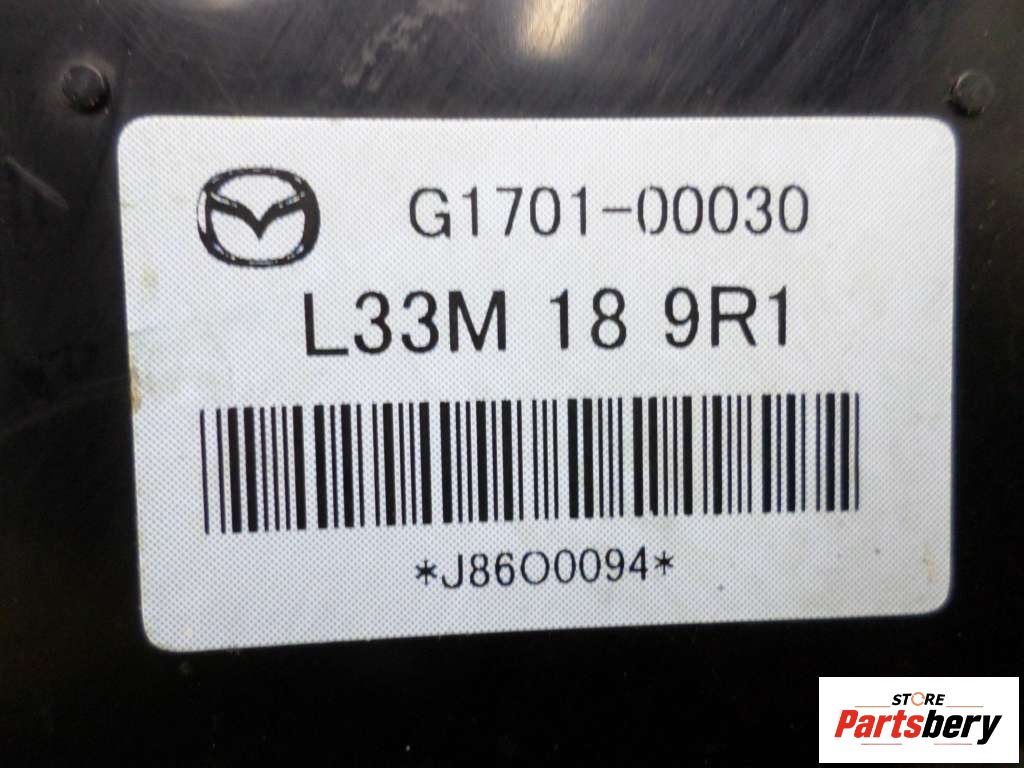 G1701-00030
L33M 18 9R1
*J86O0094*
STORE
Partsbery